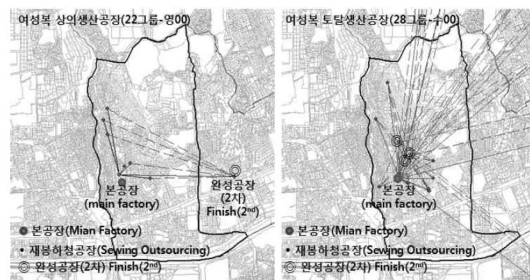 여성복 상의생산공장(22그룹-영00)
본공장
(main factory)
완성공장
(2차)
Finish(2nd)
본공장(Mian Factory)
재봉하청공장(Sewing Outsourcing)
완성공장(2차) Finish(2nd)
여성복 토탈생산공장(28그룹-수00)
본공장
(main factory)
본공장(Mian Factory)
재봉하청공장(Sewing Outsourcing)
완성공장(2차) Finish(2nd)